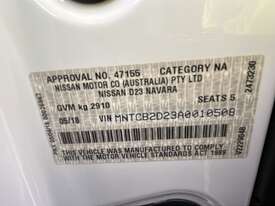 APPROVAL NO. 47155 CATEGORY NA
NISSAN MOTOR CO (AUSTRALIA) PTY LTD
NISSAN D23 NAVARA
GVM kg 2910 SEATS 5
05/18 VIN MNTCB2D23A0010508
THIS VEHICLE WAS MANUFACTURED TO COMPLY WITH
THE MOTOR VEHICLE STANDARDS ACT 1989